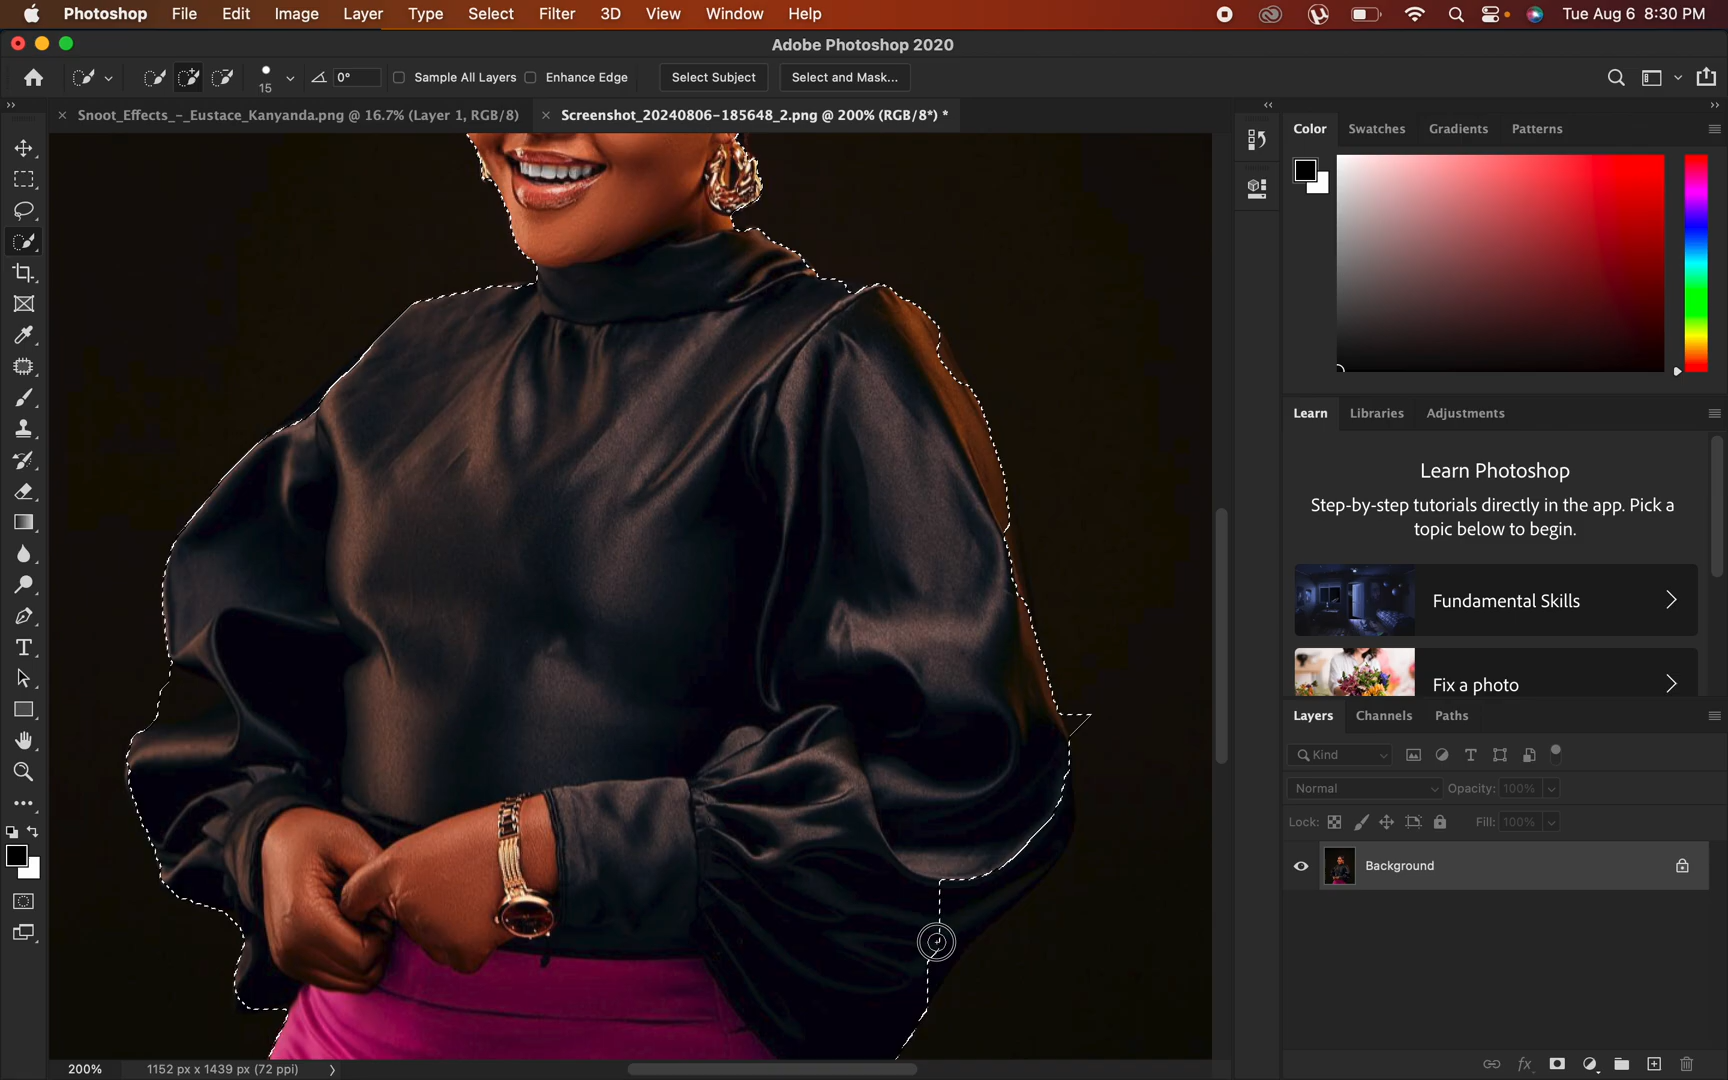 Photoshop File Edit Image Layer Type Select Filter 3D View Window Help Tue Aug 6 8:30 PM
Adobe Photoshop 2020
15 0° Sample All Layers Enhance Edge Select Subject Select and Mask...
Snoot_Effects_-_Eustace_Kanyanda.png @ 16.7% (Layer 1, RGB/8) Screenshot_20240806-185648_2.png @ 200% (RGB/8*) *
Color Swatches Gradients Patterns
Learn Libraries Adjustments
Learn Photoshop
Step-by-step tutorials directly in the app. Pick a
topic below to begin.
Fundamental Skills
Fix a photo
Layers Channels Paths
Kind
Normal Opacity: 100%
Lock: Fill: 100%
Background
200% 1152 px x 1439 px (72 ppi)